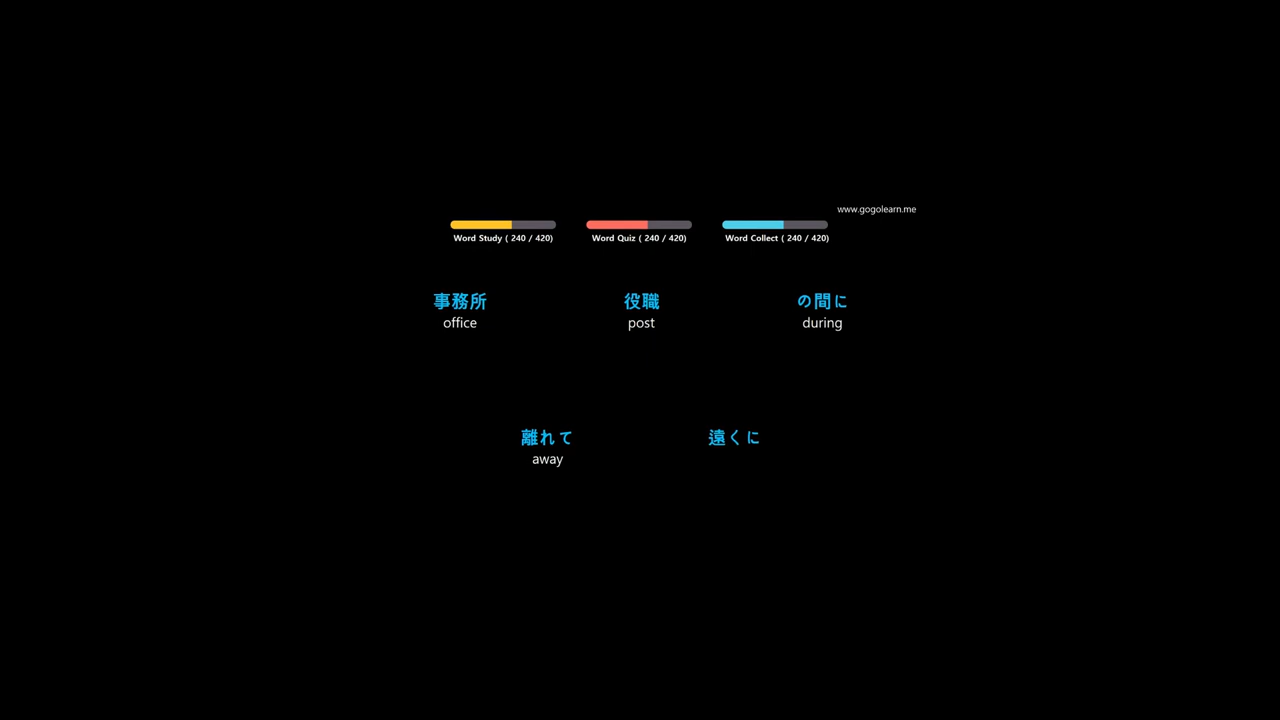 www.gogolearn.me
Word Study ( 240 / 420)
Word Quiz ( 240 / 420)
Word Collect ( 240 / 420)
事務所
office
役職
post
の間に
during
離れて
away
遠くに